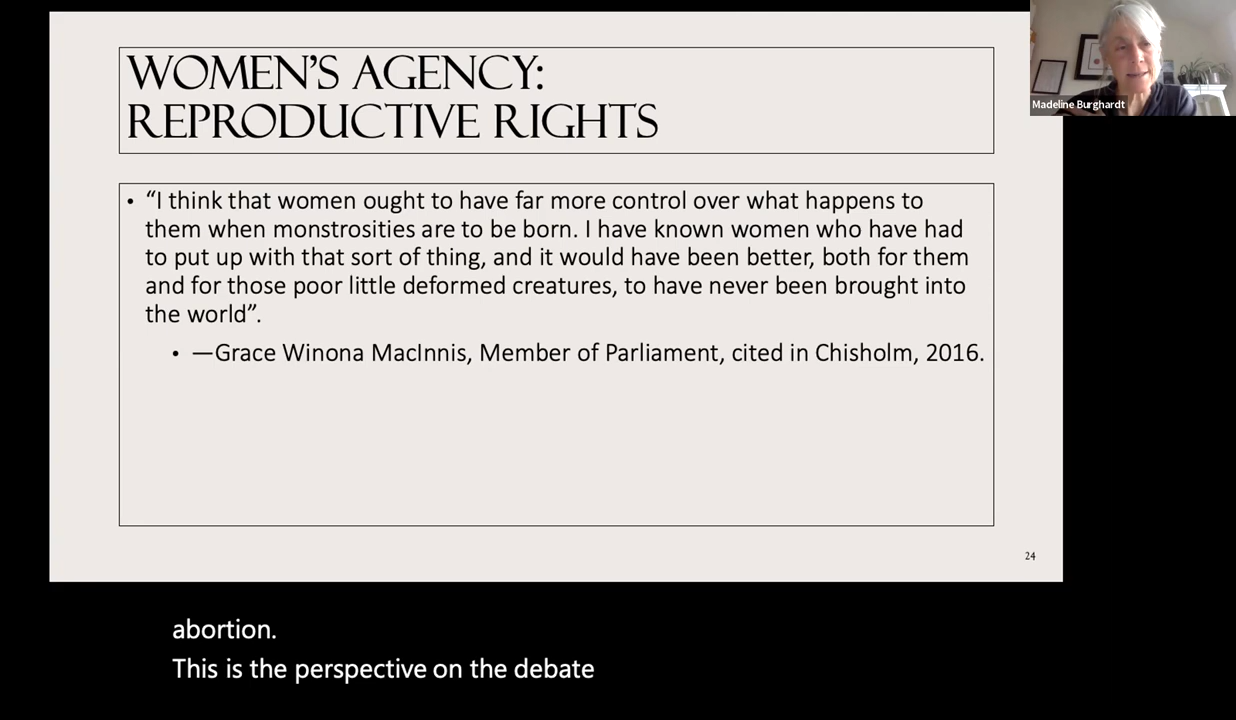 WOMEN’S AGENCY:
REPRODUCTIVE RIGHTS
• “I think that women ought to have far more control over what happens to
them when monstrosities are to be born. I have known women who have had
to put up with that sort of thing, and it would have been better, both for them
and for those poor little deformed creatures, to have never been brought into
the world”.
• —Grace Winona MacInnis, Member of Parliament, cited in Chisholm, 2016.
24
Madeline Burghardt
abortion.
This is the perspective on the debate